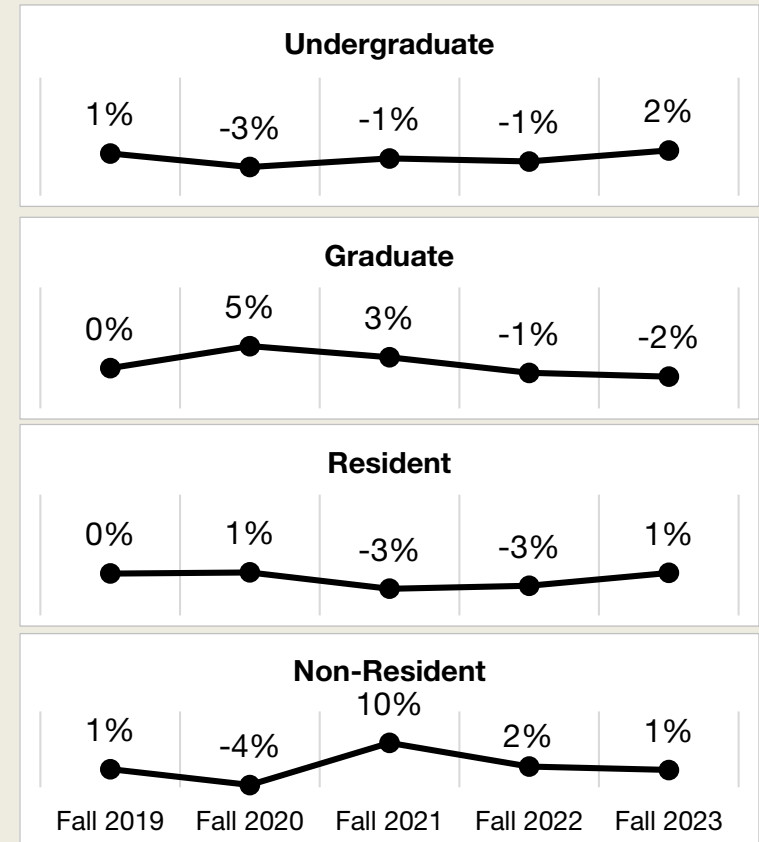 Undergraduate
1% -3% -1% -1% 2%
Graduate
0% 5% 3% -1% -2%
Resident
0% 1% -3% -3% 1%
Non-Resident
1% -4% 10% 2% 1%
Fall 2019 Fall 2020 Fall 2021 Fall 2022 Fall 2023